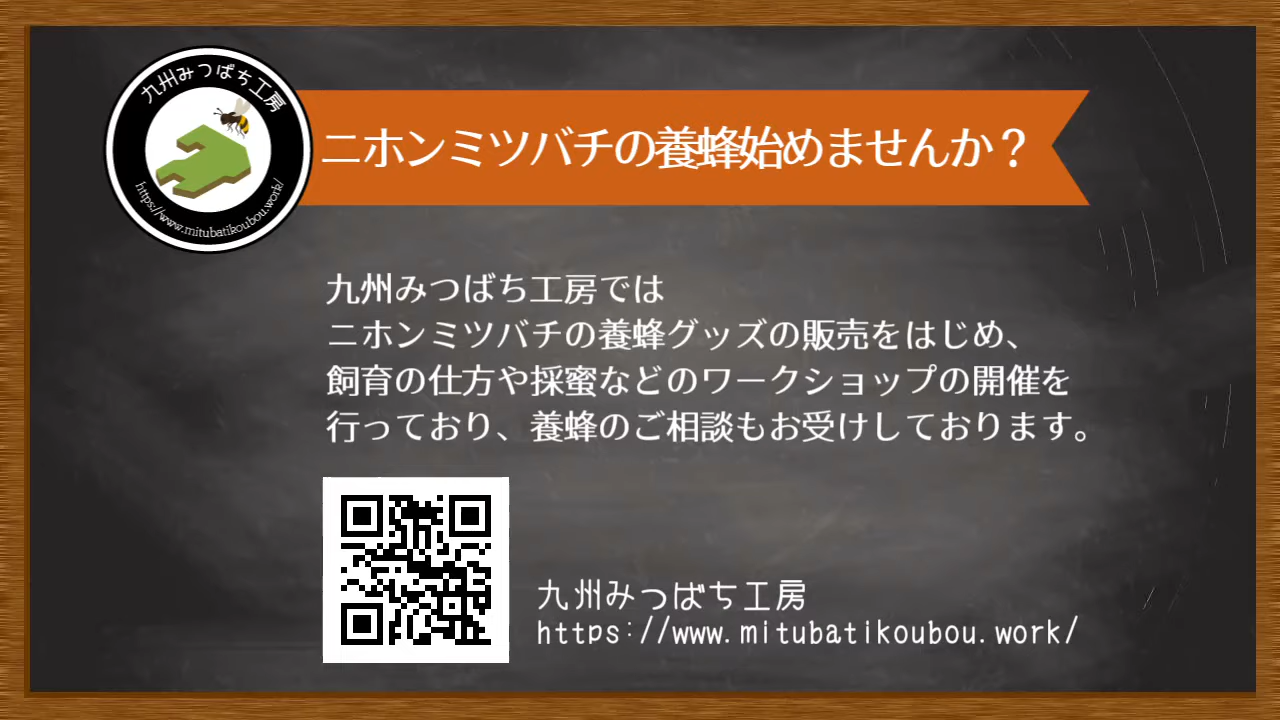 九州みつばち工房
https://www.mitubatikoubou.work/
ニホンミツバチの養蜂始めませんか？
九州みつばち工房では
ニホンミツバチの養蜂グッズの販売をはじめ、
飼育の仕方や採蜜などのワークショップの開催を
行っており、養蜂のご相談もお受けしております。
九州みつばち工房
https://www.mitubatikoubou.work/